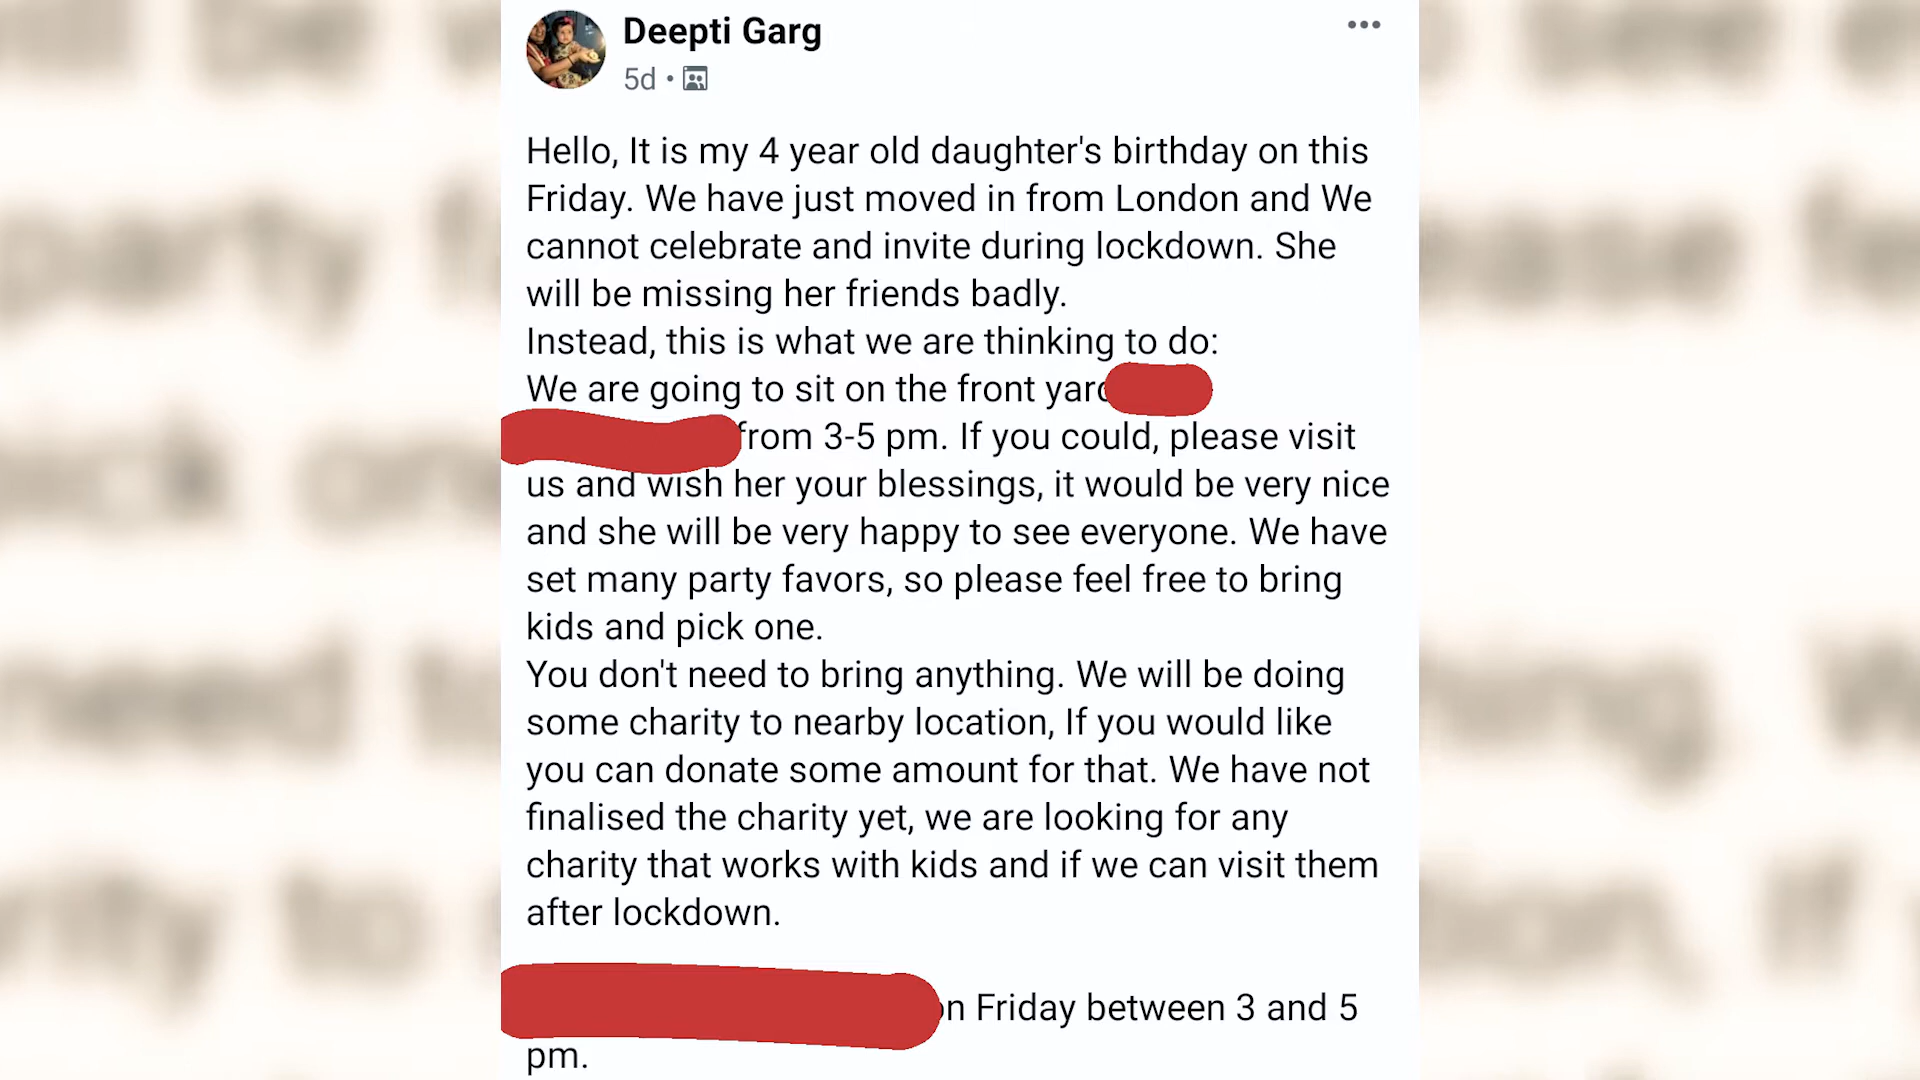 Deepti Garg
5d
Hello, It is my 4 year old daughter's birthday on this
Friday. We have just moved in from London and We
cannot celebrate and invite during lockdown. She
will be missing her friends badly.
Instead, this is what we are thinking to do:
We are going to sit on the front yard
from 3-5 pm. If you could, please visit
us and wish her your blessings, it would be very nice
and she will be very happy to see everyone. We have
set many party favors, so please feel free to bring
kids and pick one.
You don't need to bring anything. We will be doing
some charity to nearby location, If you would like
you can donate some amount for that. We have not
finalised the charity yet, we are looking for any
charity that works with kids and if we can visit them
after lockdown.
on Friday between 3 and 5
pm.